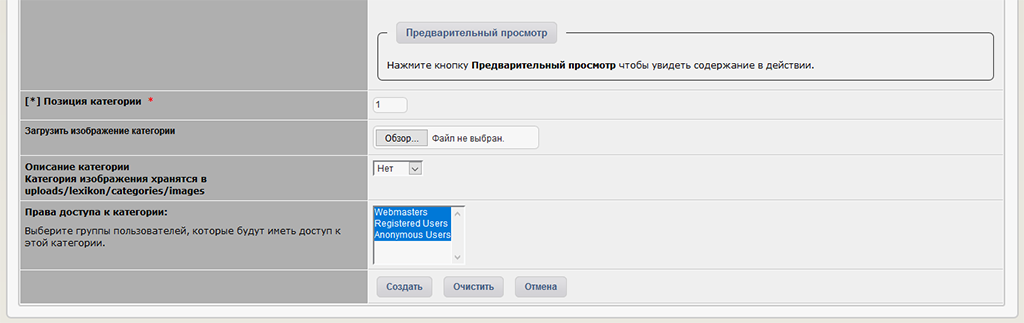 Предварительный просмотр
Нажмите кнопку Предварительный просмотр чтобы увидеть содержание в действии.
[*] Позиция категории *
1
Загрузить изображение категории
Обзор... Файл не выбран.
Описание категории
Категория изображения хранятся в
uploads/lexikon/categories/images
Нет
Права доступа к категории:
Выберите группы пользователей, которые будут иметь доступ к
этой категории.
Webmasters
Registered Users
Anonymous Users
Создать Очистить Отмена